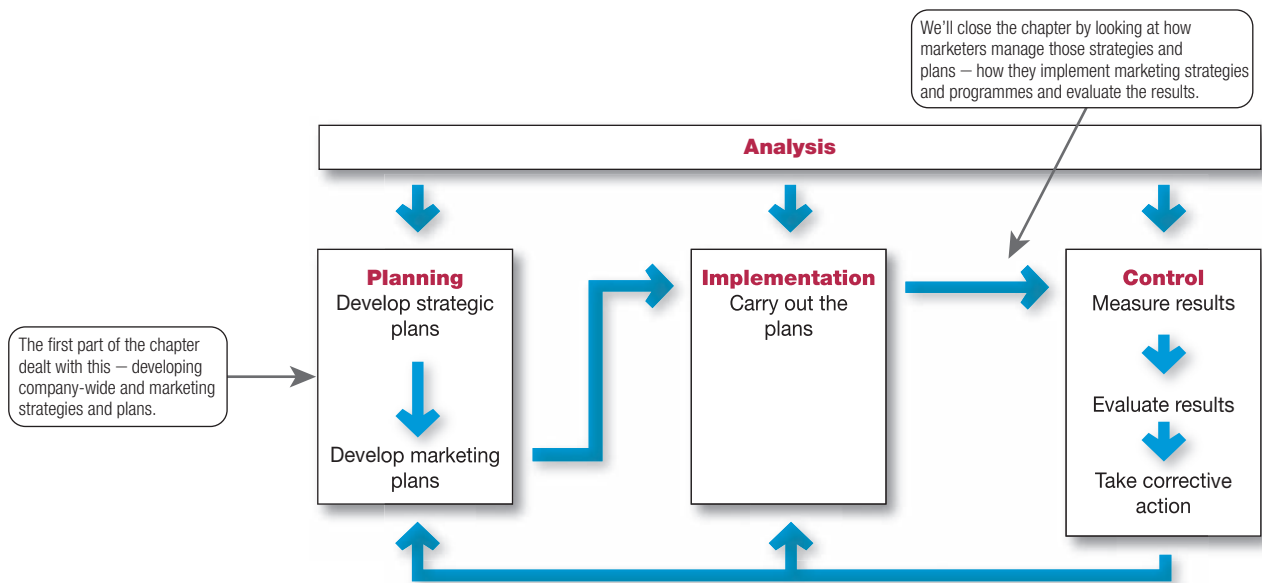 We’ll close the chapter by looking at how
marketers manage those strategies and
plans – how they implement marketing strategies
and programmes and evaluate the results.
Analysis
The first part of the chapter
dealt with this – developing
company-wide and marketing
strategies and plans.
Planning
Develop strategic
plans
Develop marketing
plans
Implementation
Carry out the
plans
Control
Measure results
Evaluate results
Take corrective
action